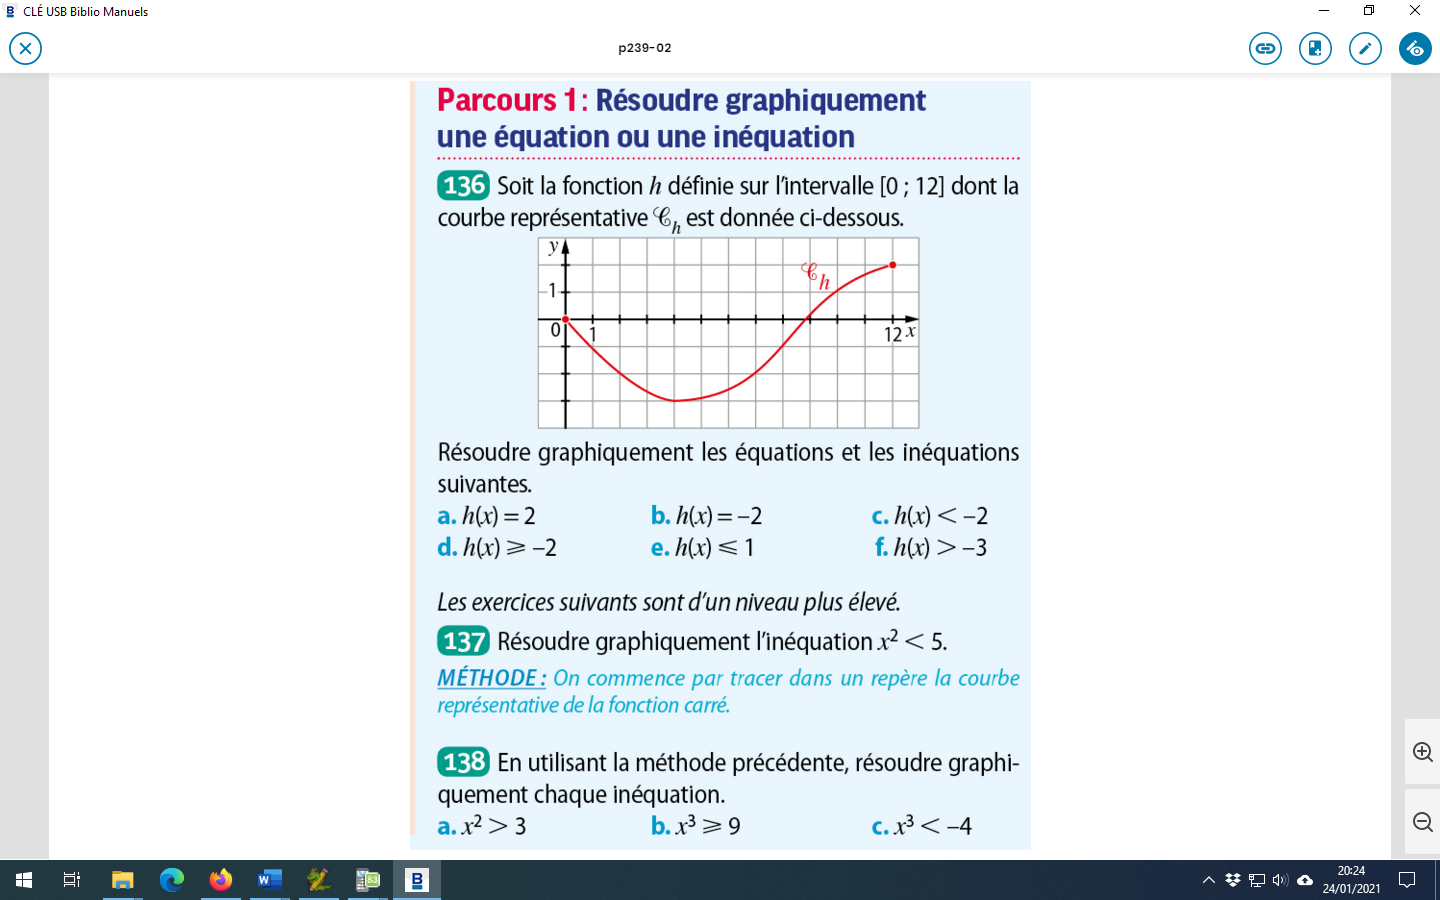 CLÉ USB Biblio Manuels
p239-02
Parcours 1 : Résoudre graphiquement
une équation ou une inéquation
136 Soit la fonction h définie sur l'intervalle [0 ; 12] dont la
courbe représentative 𝒞h est donnée ci-dessous.
y
𝒞h
1
0 1 12 x
Résoudre graphiquement les équations et les inéquations
suivantes.
a. h(x) = 2 b. h(x) = –2 c. h(x) < –2
d. h(x) ⩾ –2 e. h(x) ⩽ 1 f. h(x) > –3
Les exercices suivants sont d'un niveau plus élevé.
137 Résoudre graphiquement l'inéquation x² < 5.
MÉTHODE : On commence par tracer dans un repère la courbe
représentative de la fonction carré.
138 En utilisant la méthode précédente, résoudre graphi-
quement chaque inéquation.
a. x² > 3 b. x³ ⩾ 9 c. x³ < –4
20:24
24/01/2021